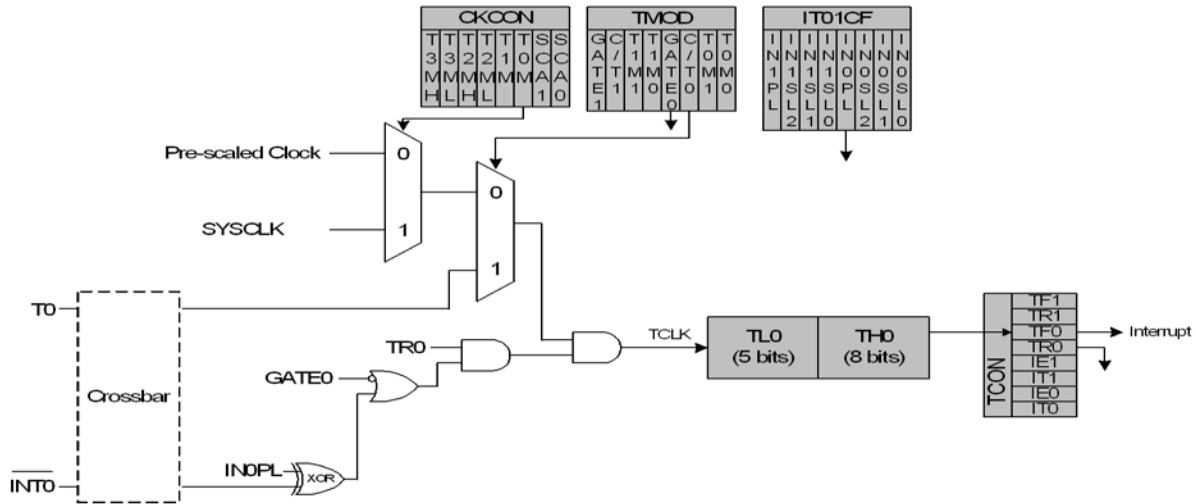 CKCON
T3MH T3ML T2MH T2ML T1M T0M SCA1 SCA0
TMOD
GATE1 C/T1 T1M1 T1M0 GATE0 C/T0 T0M1 T0M0
IT01CF
IN1PL IN1SL2 IN1SL1 IN1SL0 IN0PL IN0SL2 IN0SL1 IN0SL0
Pre-scaled Clock
0
SYSCLK
1
0
1
T0
Crossbar
TR0
GATE0
IN0PL
XOR
INT0
TCLK
TL0
(5 bits)
TH0
(8 bits)
TCON
TF1
TR1
TF0
TR0
IE1
IT1
IE0
IT0
Interrupt